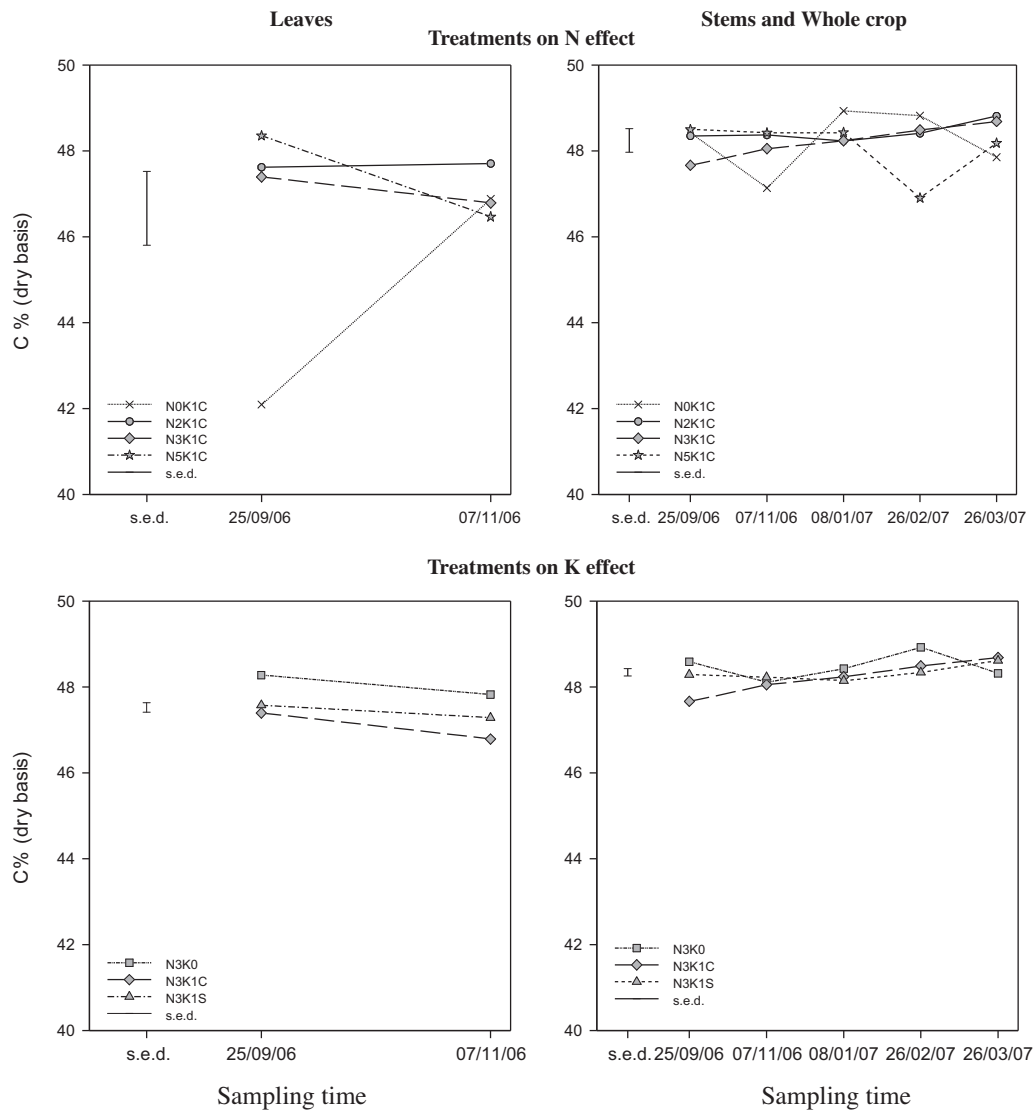 Leaves
Stems and Whole crop
Treatments on N effect
C % (dry basis)
50
48
46
44
42
40
N0K1C
N2K1C
N3K1C
N5K1C
s.e.d.
s.e.d.
25/09/06
07/11/06
50
48
46
44
42
40
N0K1C
N2K1C
N3K1C
N5K1C
s.e.d.
s.e.d.
25/09/06
07/11/06
08/01/07
26/02/07
26/03/07
Treatments on K effect
C% (dry basis)
50
48
46
44
42
40
N3K0
N3K1C
N3K1S
s.e.d.
s.e.d.
25/09/06
07/11/06
Sampling time
50
48
46
44
42
40
N3K0
N3K1C
N3K1S
s.e.d.
s.e.d.
25/09/06
07/11/06
08/01/07
26/02/07
26/03/07
Sampling time